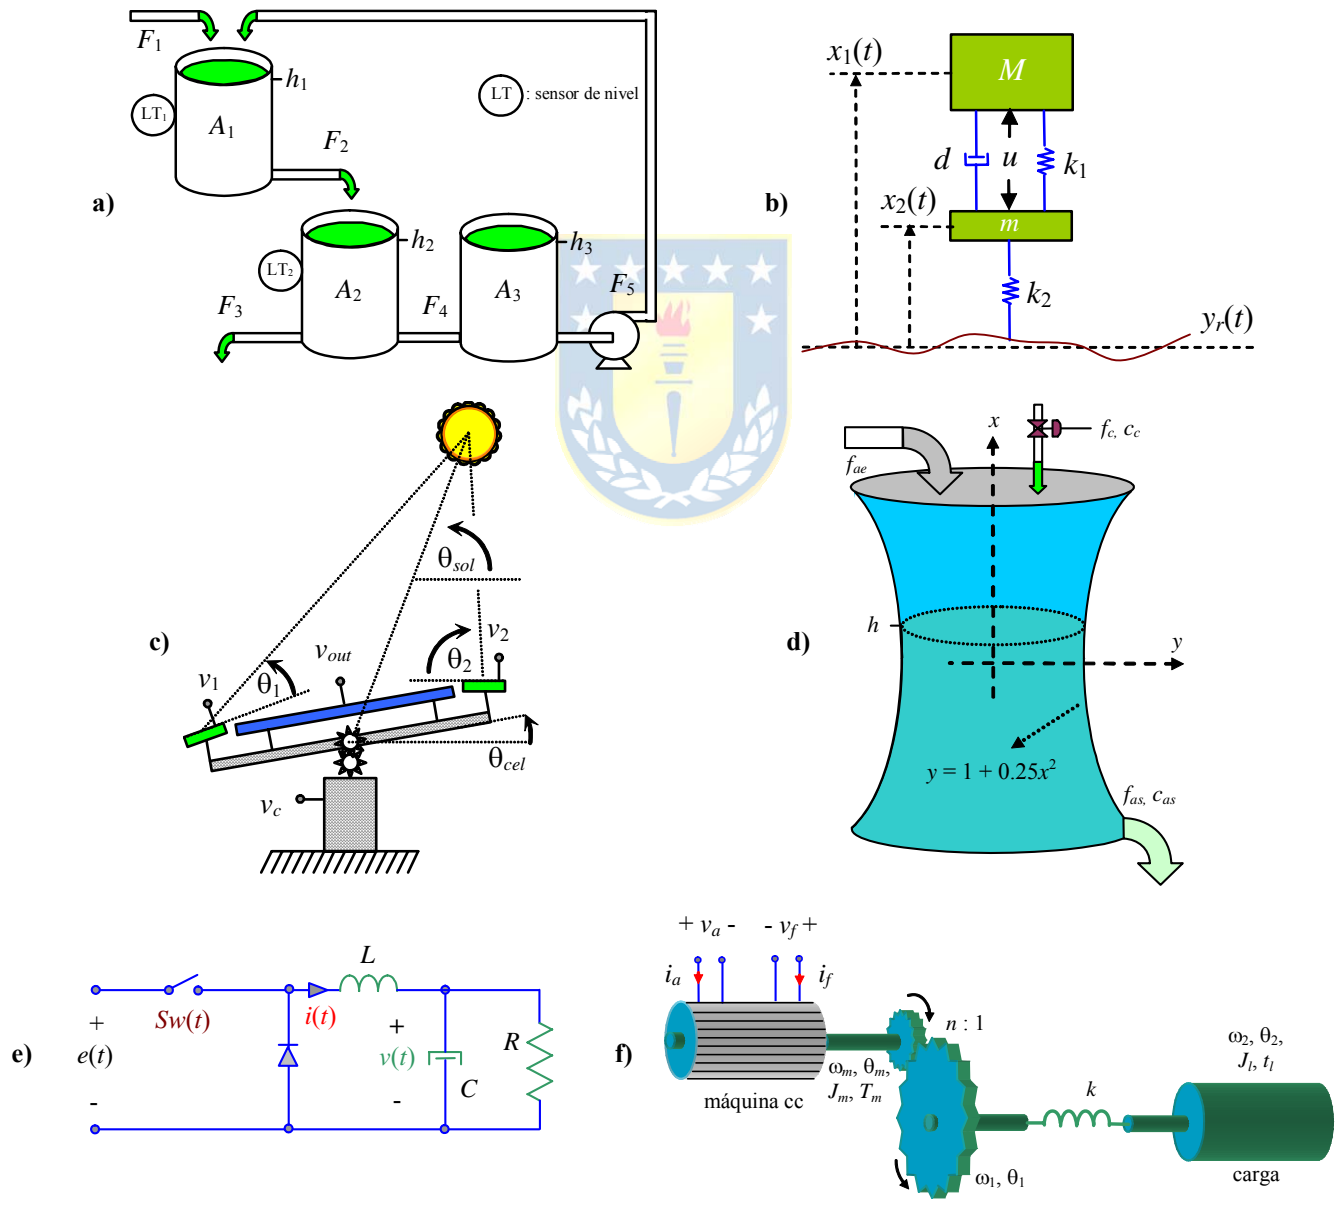 a)
F1
h1
LT1
A1
F2
LT : sensor de nivel
h2
LT2
A2
h3
A3
F3
F4
F5
b)
x1(t)
M
d
u
k1
x2(t)
m
k2
yr(t)
c)
θsol
v1
θ1
vout
θ2
v2
θcel
vc
d)
x
fc, cc
fae
h
y
y = 1 + 0.25x²
fas, cas
e)
+
e(t)
-
Sw(t)
i(t)
L
+
v(t)
-
C
R
f)
+ va -
- vf +
ia
if
n : 1
ωm, θm,
Jm, Tm
máquina cc
ω1, θ1
k
ω2, θ2,
Jl, tl
carga